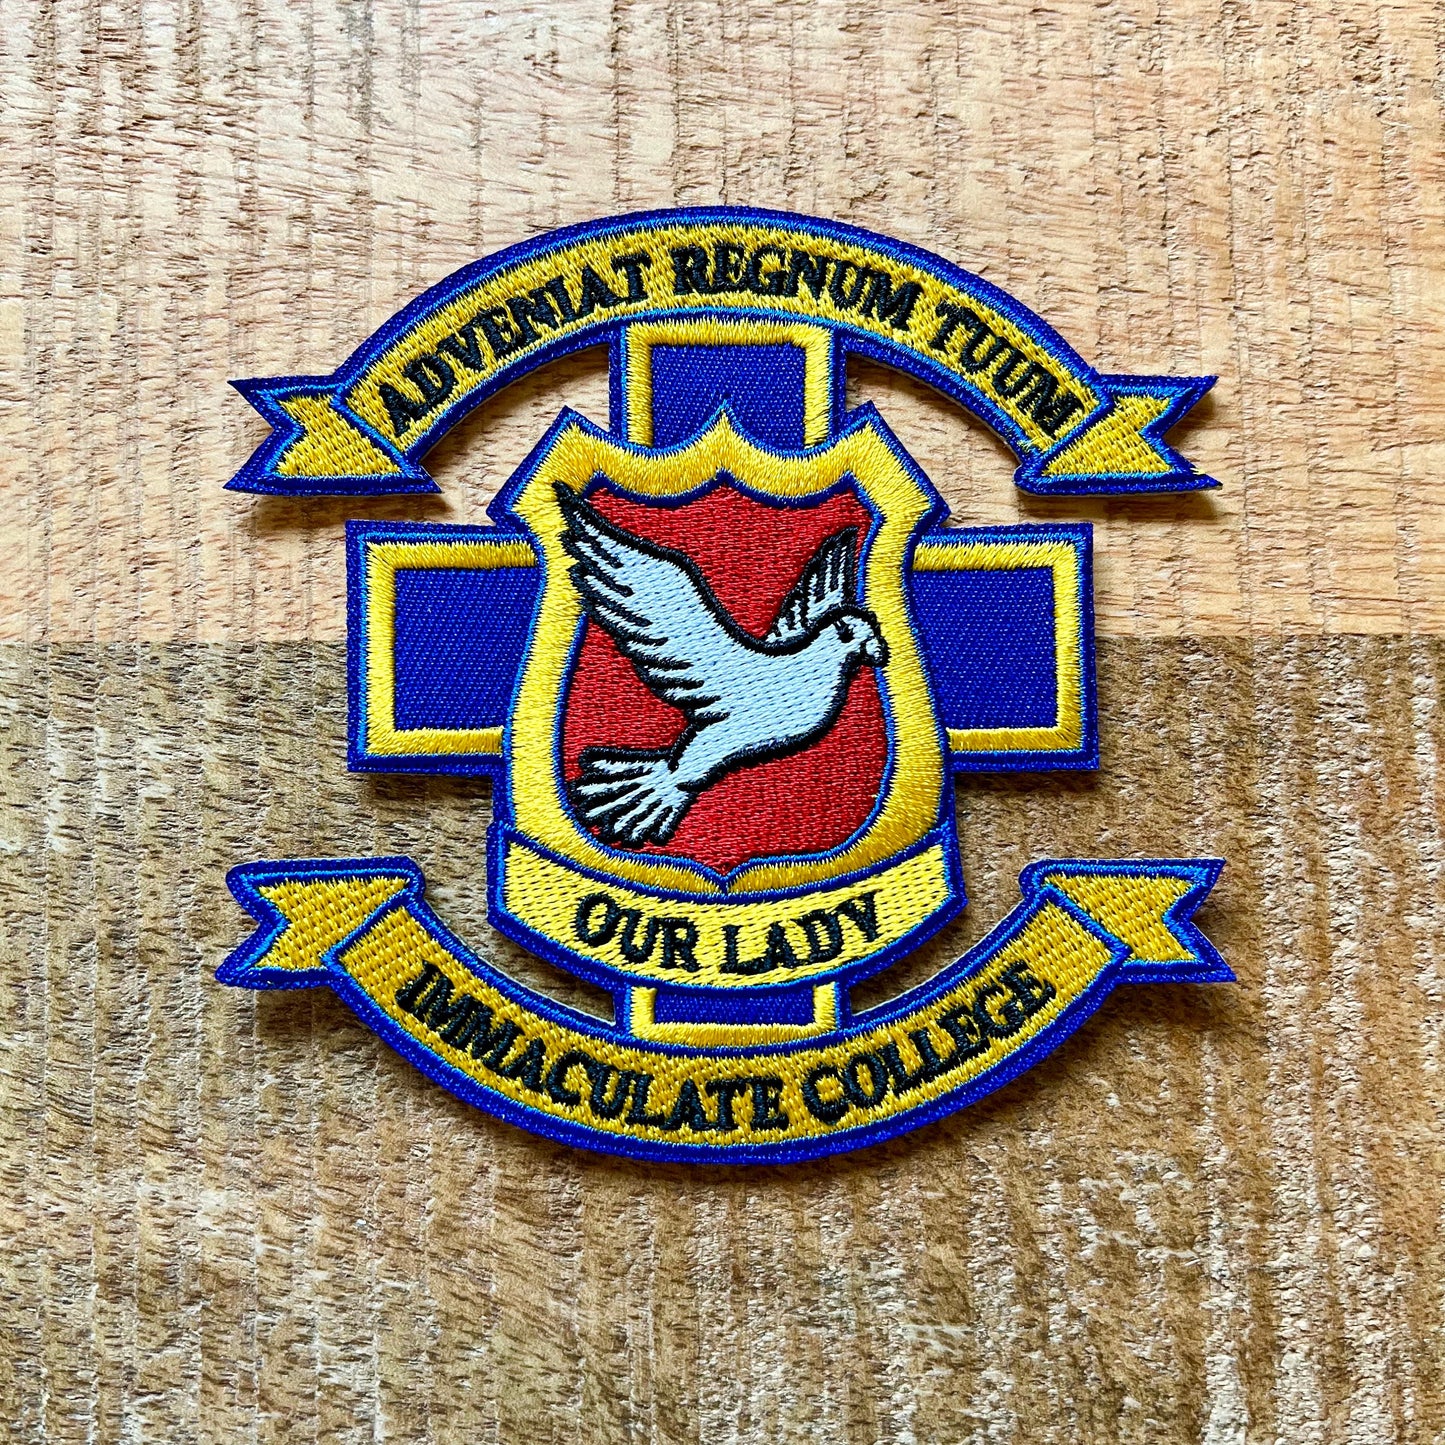 ADVENIAT REGNUM TUUM
OUR LADY
IMMACULATE COLLEGE